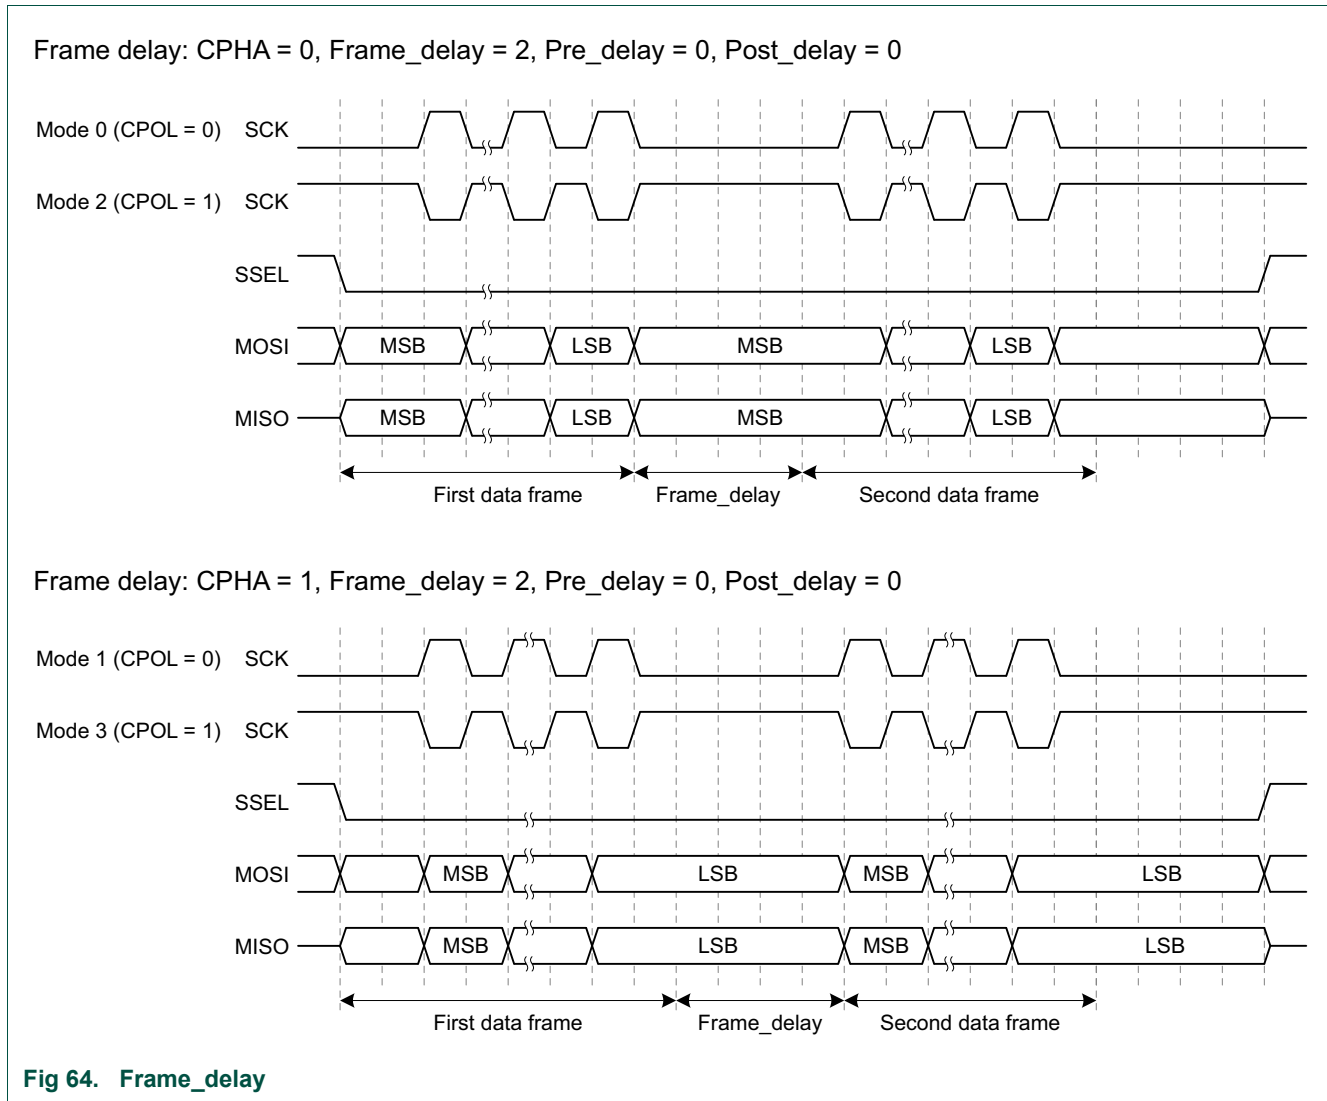 Frame delay: CPHA = 0, Frame_delay = 2, Pre_delay = 0, Post_delay = 0
Mode 0 (CPOL = 0) SCK
Mode 2 (CPOL = 1) SCK
SSEL
MOSI MSB LSB MSB LSB
MISO MSB LSB MSB LSB
First data frame Frame_delay Second data frame
Frame delay: CPHA = 1, Frame_delay = 2, Pre_delay = 0, Post_delay = 0
Mode 1 (CPOL = 0) SCK
Mode 3 (CPOL = 1) SCK
SSEL
MOSI MSB LSB MSB LSB
MISO MSB LSB MSB LSB
First data frame Frame_delay Second data frame
Fig 64. Frame_delay